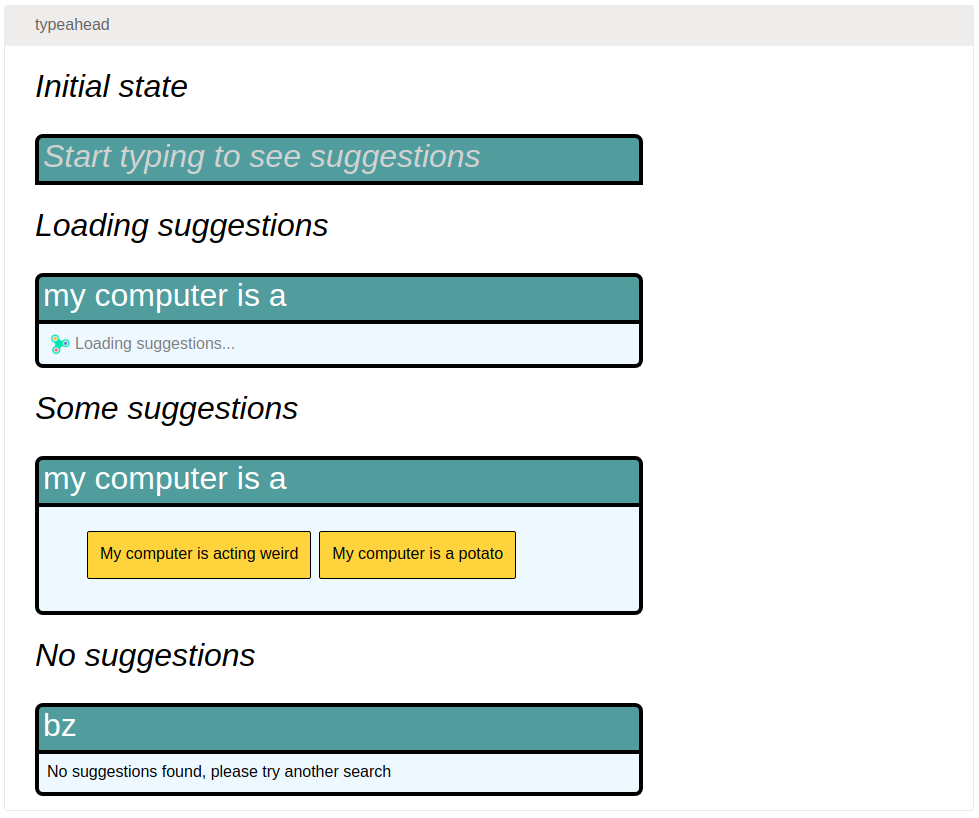 typeahead
Initial state
Start typing to see suggestions
Loading suggestions
my computer is a
Loading suggestions...
Some suggestions
my computer is a
My computer is acting weird My computer is a potato
No suggestions
bz
No suggestions found, please try another search